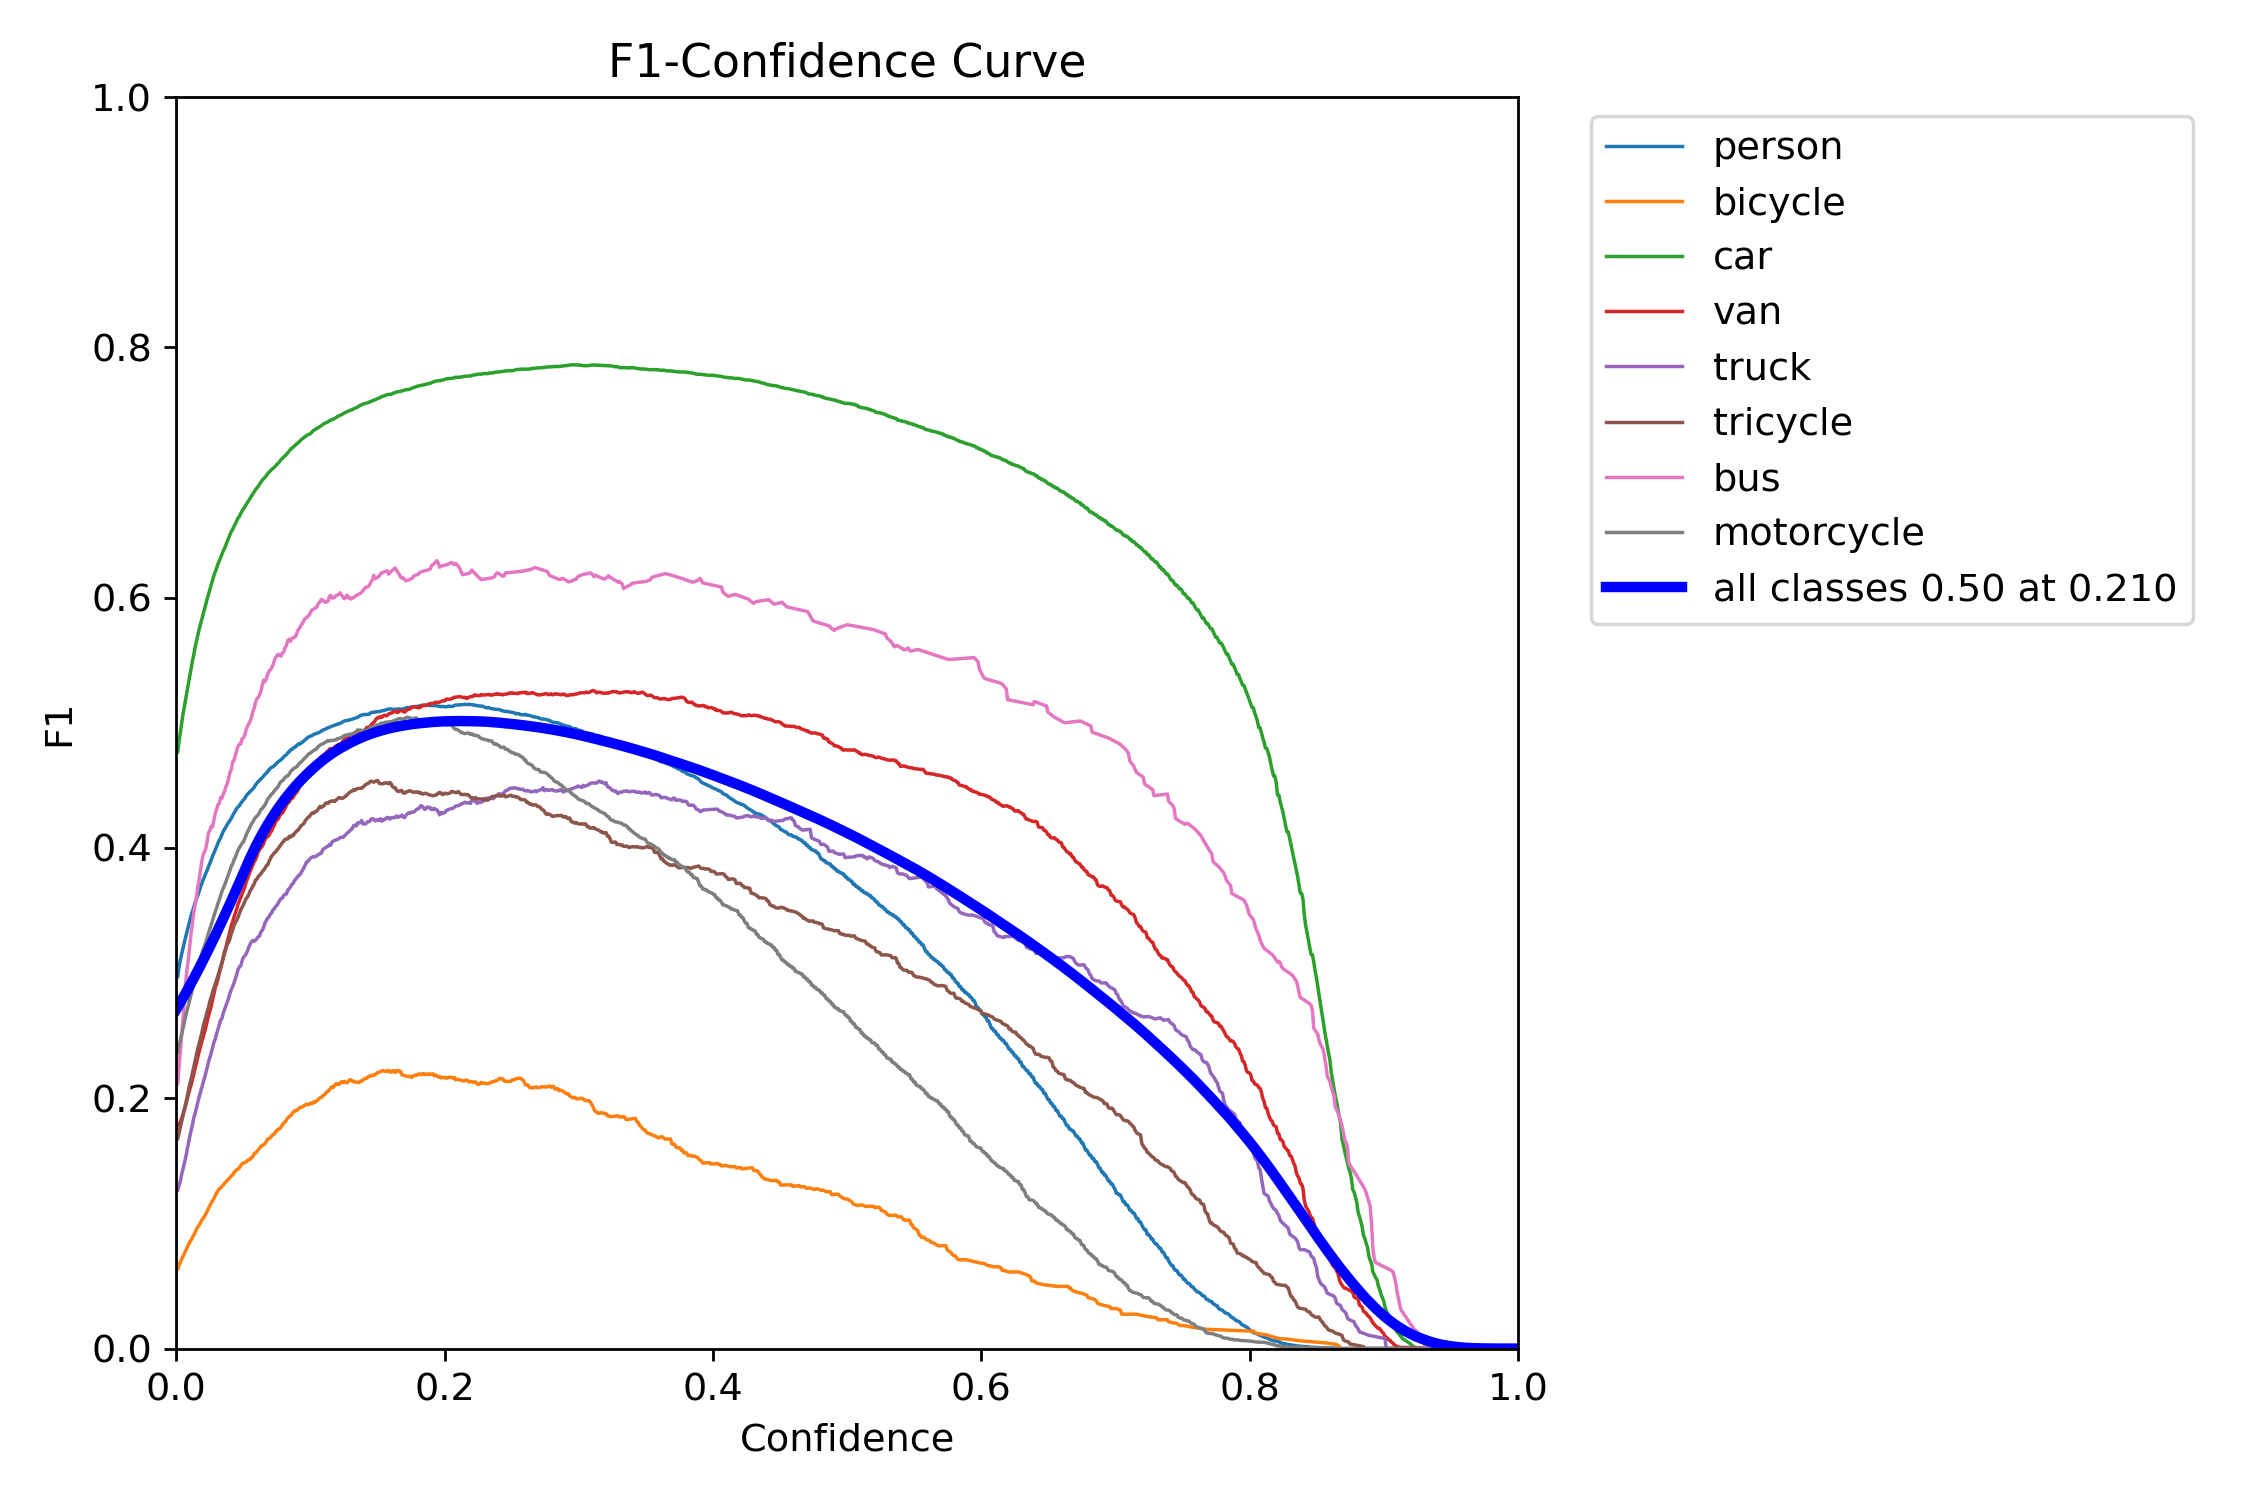 F1-Confidence Curve
1.0
0.8
0.6
0.4
0.2
0.0
F1
0.0 0.2 0.4 0.6 0.8 1.0
Confidence
person
bicycle
car
van
truck
tricycle
bus
motorcycle
all classes 0.50 at 0.210